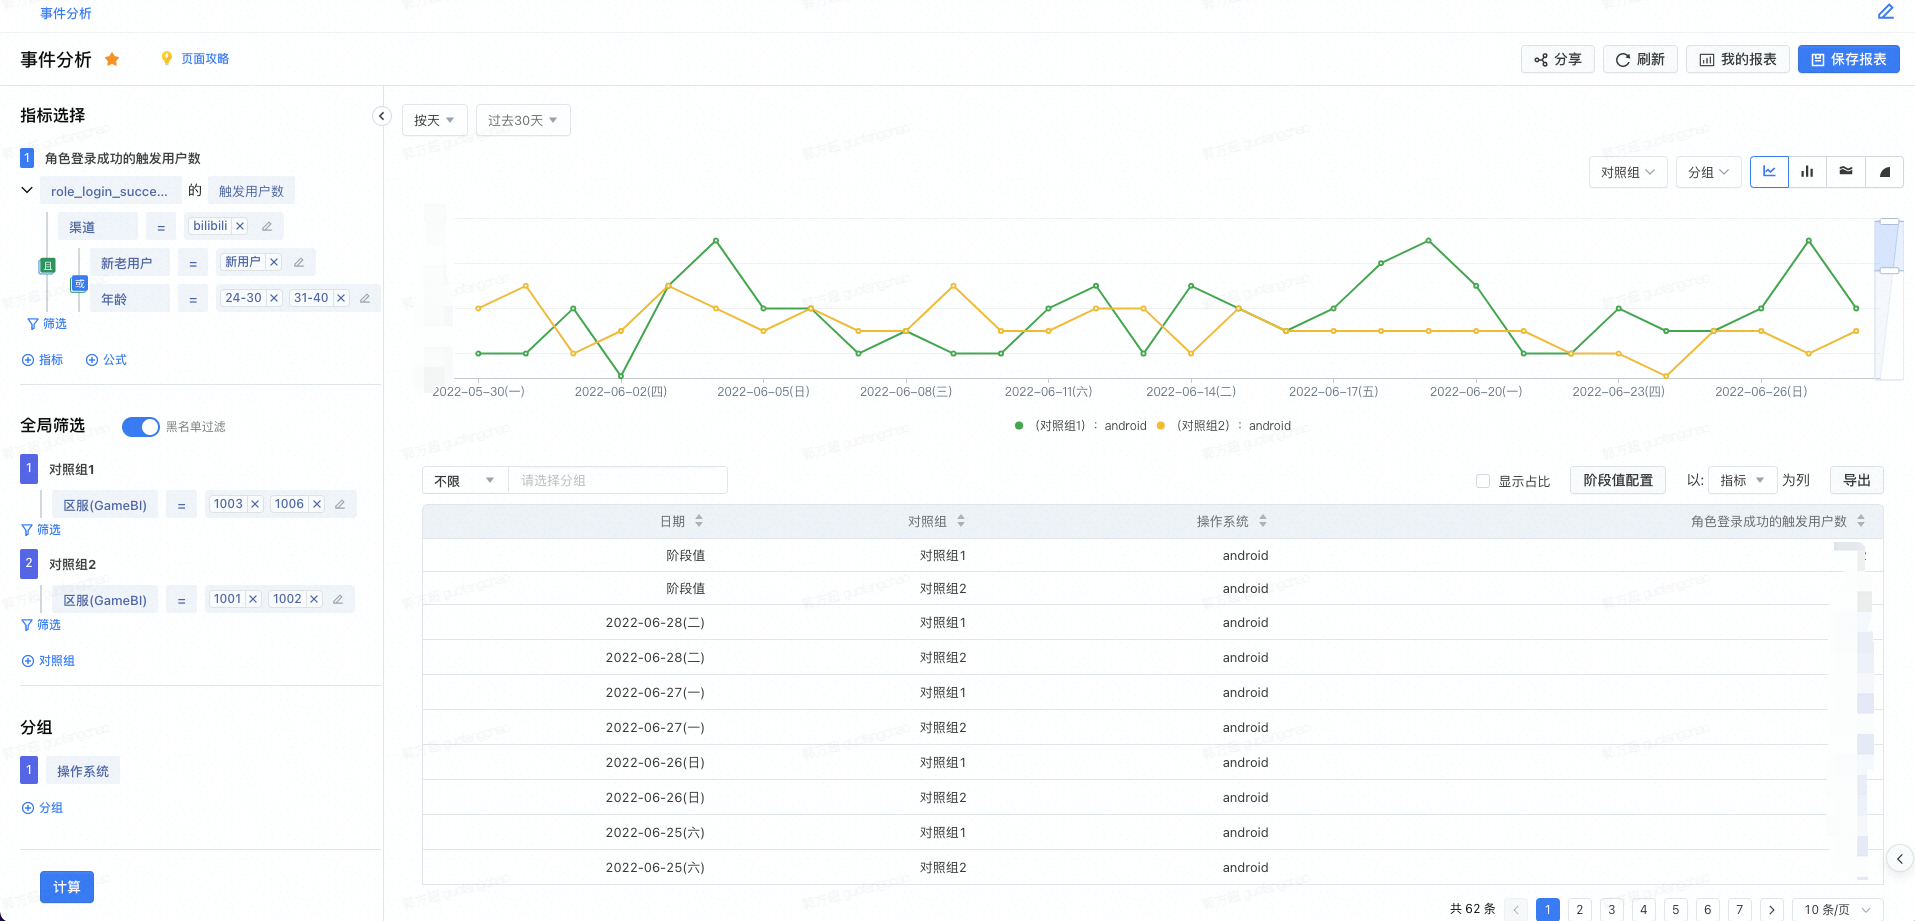 事件分析
事件分析 页面攻略 分享 刷新 我的报表 保存报表
指标选择
1 角色登录成功的触发用户数
role_login_succe... 的 触发用户数
渠道 = bilibili
且
新老用户 = 新用户
或
年龄 = 24-30 31-40
筛选
指标 公式
全局筛选 黑名单过滤
1 对照组1
区服(GameBI) = 1003 1006
筛选
2 对照组2
区服(GameBI) = 1001 1002
筛选
对照组
分组
1 操作系统
分组
计算
按天 过去30天
对照组 分组
2022-05-30(一) 2022-06-02(四) 2022-06-05(日) 2022-06-08(三) 2022-06-11(六) 2022-06-14(二) 2022-06-17(五) 2022-06-20(一) 2022-06-23(四) 2022-06-26(日)
(对照组1) : android (对照组2) : android
不限 请选择分组 显示占比 阶段值配置 以: 指标 为列 导出
日期 对照组 操作系统 角色登录成功的触发用户数
阶段值 对照组1 android
阶段值 对照组2 android
2022-06-28(二) 对照组1 android
2022-06-28(二) 对照组2 android
2022-06-27(一) 对照组1 android
2022-06-27(一) 对照组2 android
2022-06-26(日) 对照组1 android
2022-06-26(日) 对照组2 android
2022-06-25(六) 对照组1 android
2022-06-25(六) 对照组2 android
共 62 条 1 2 3 4 5 6 7 10 条/页